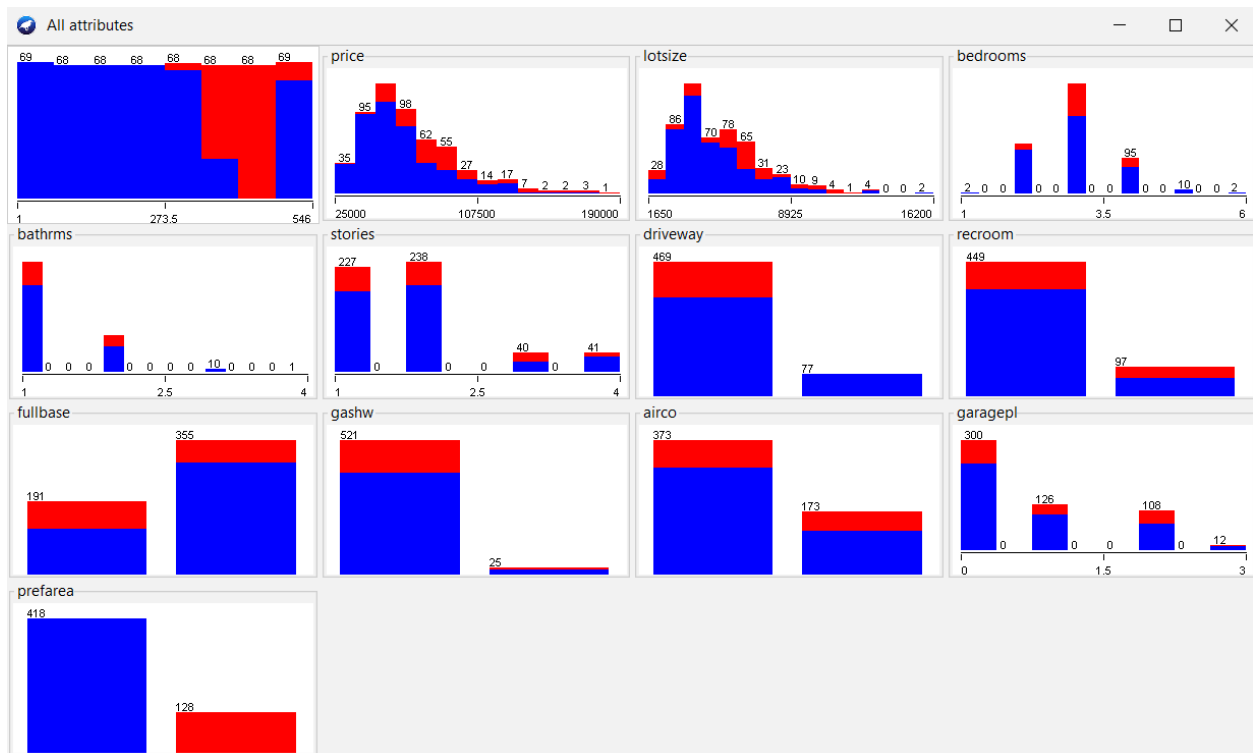 All attributes
69 68 68 68 68 68 68 69
1 273.5 546
price
35 95 98 62 55 27 14 17 7 2 2 3 1
25000 107500 190000
lotsize
28 86 70 78 65 31 23 10 9 4 1 4 0 0 2
1650 8925 16200
bedrooms
2 0 0 0 0 0 0 95 0 0 10 0 0 2
1 3.5 6
bathrms
0 0 0 0 0 0 0 10 0 0 0 1
1 2.5 4
stories
227 0 238 0 0 40 0 41
1 2.5 4
driveway
469 77
recroom
449 97
fullbase
191 355
gashw
521 25
airco
373 173
garagepl
300 0 126 0 0 108 0 12
0 1.5 3
prefarea
418 128